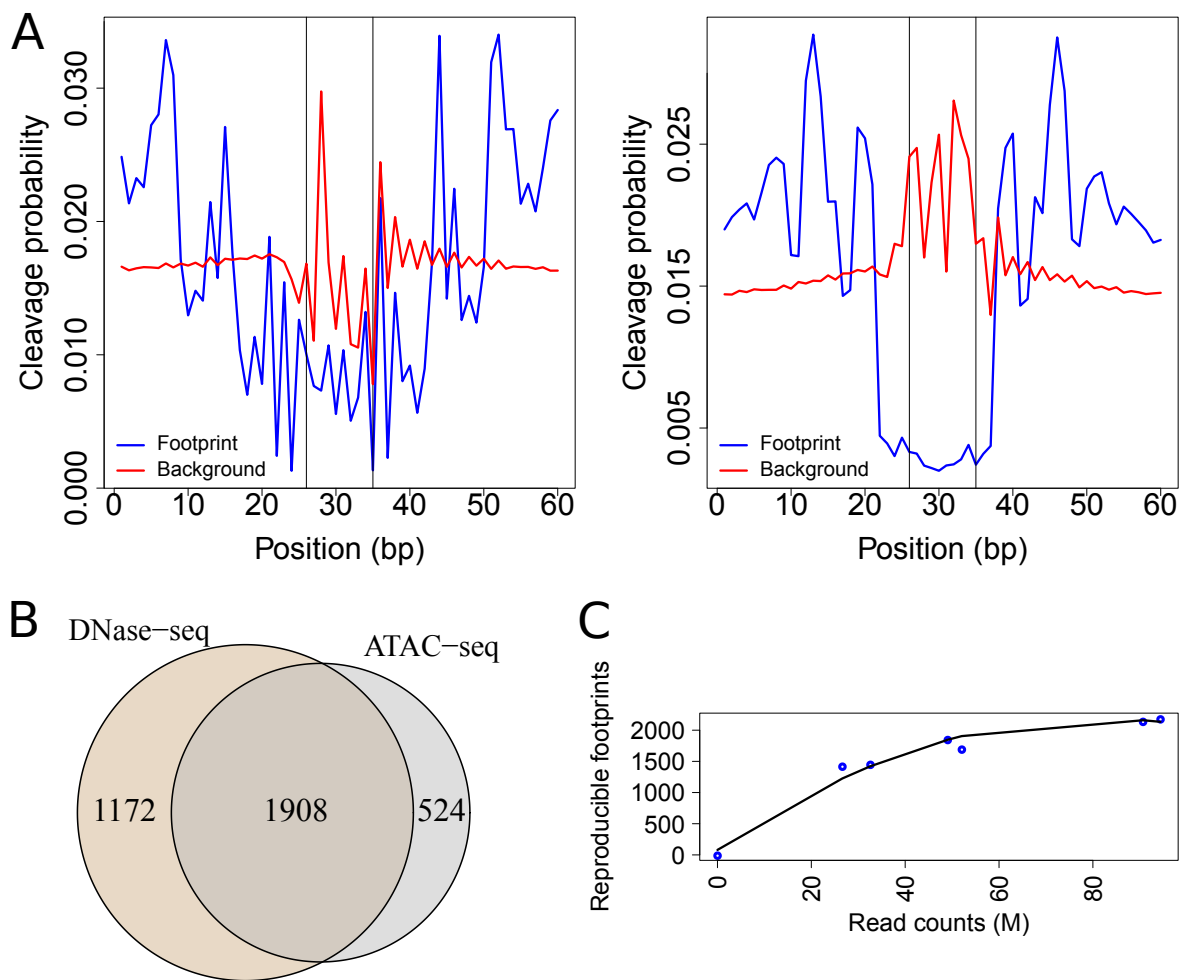 A
Cleavage probability
0.000 0.010 0.020 0.030
Footprint
Background
0 10 20 30 40 50 60
Position (bp)
Cleavage probability
0.005 0.015 0.025
Footprint
Background
0 10 20 30 40 50 60
Position (bp)
B
DNase−seq
ATAC−seq
1172 1908 524
C
Reproducible footprints
2000
1500
1000
500
0
0 20 40 60 80
Read counts (M)